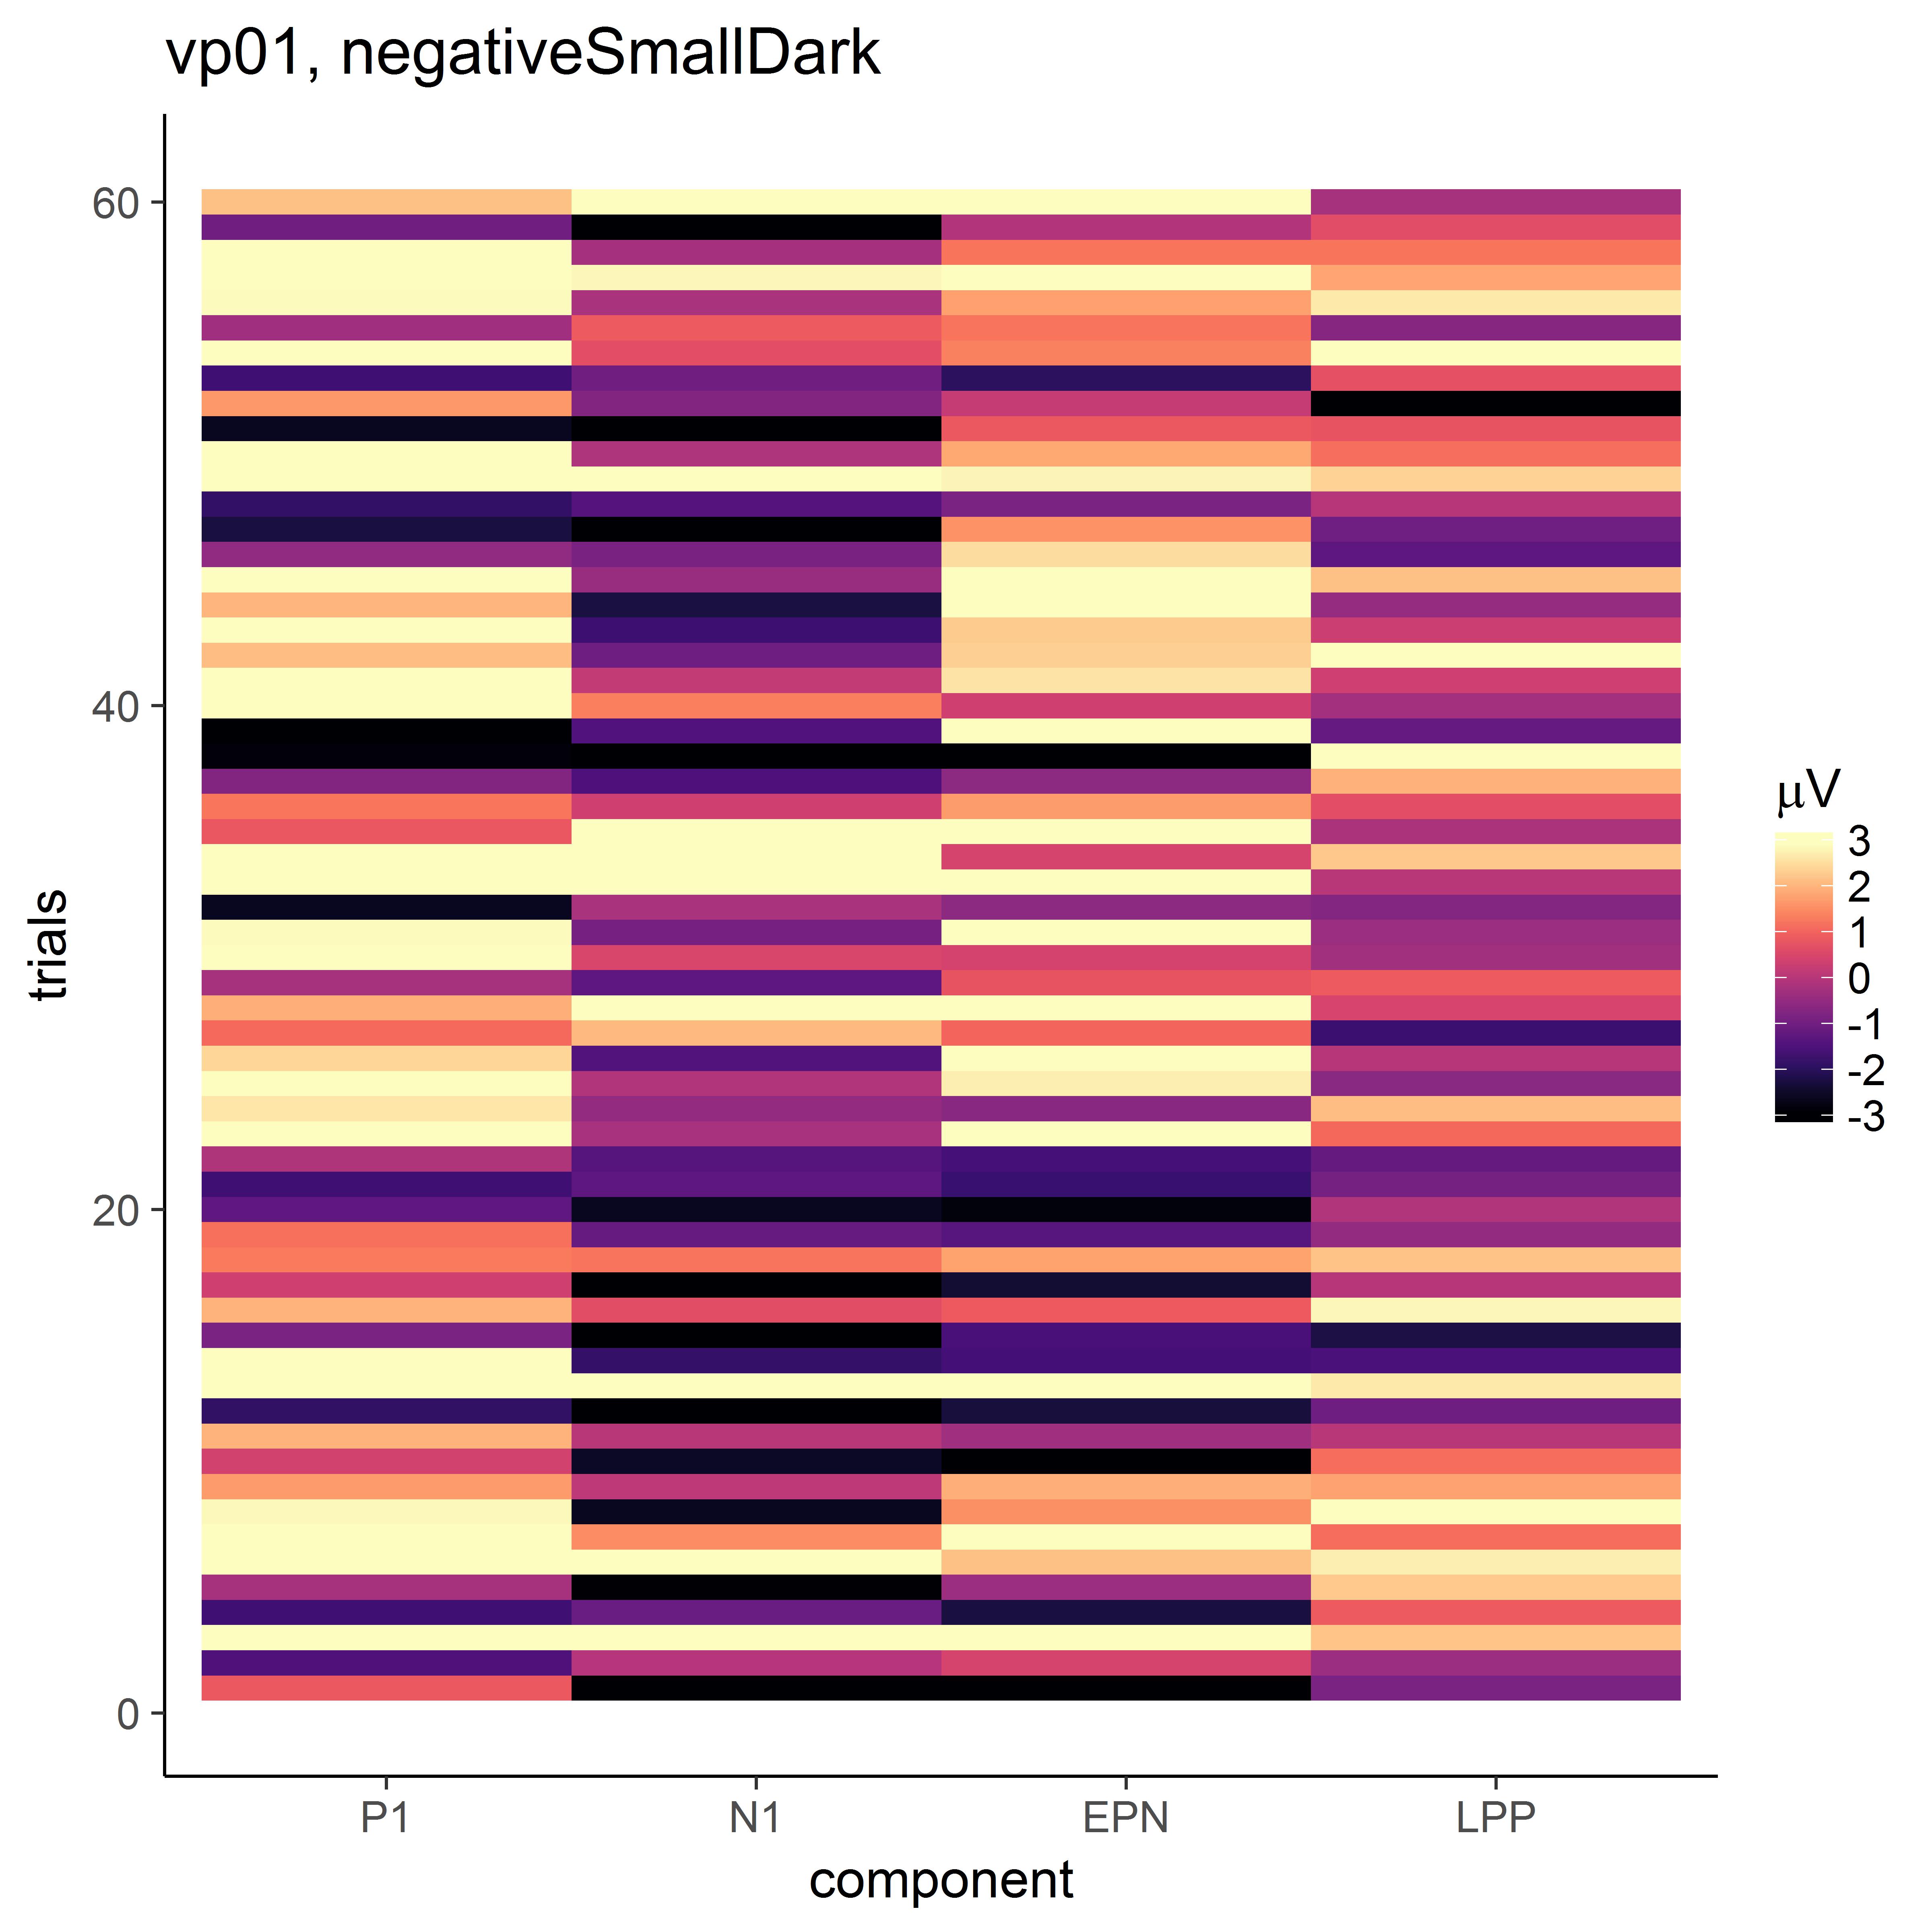 vp01, negativeSmallDark
60
40
20
0
trials
P1 N1 EPN LPP
component
μV
3
2
1
0
-1
-2
-3